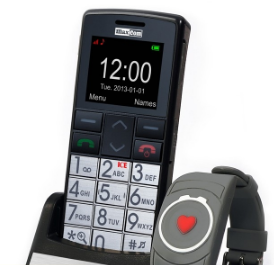 maxcom
12:00
Tue. 2013-01-01
Menu Names
1 2 ABC 3 DEF
4 GHI 5 JKL 6 MNO
7 PQRS 8 TUV 9 WXYZ
* 0 #